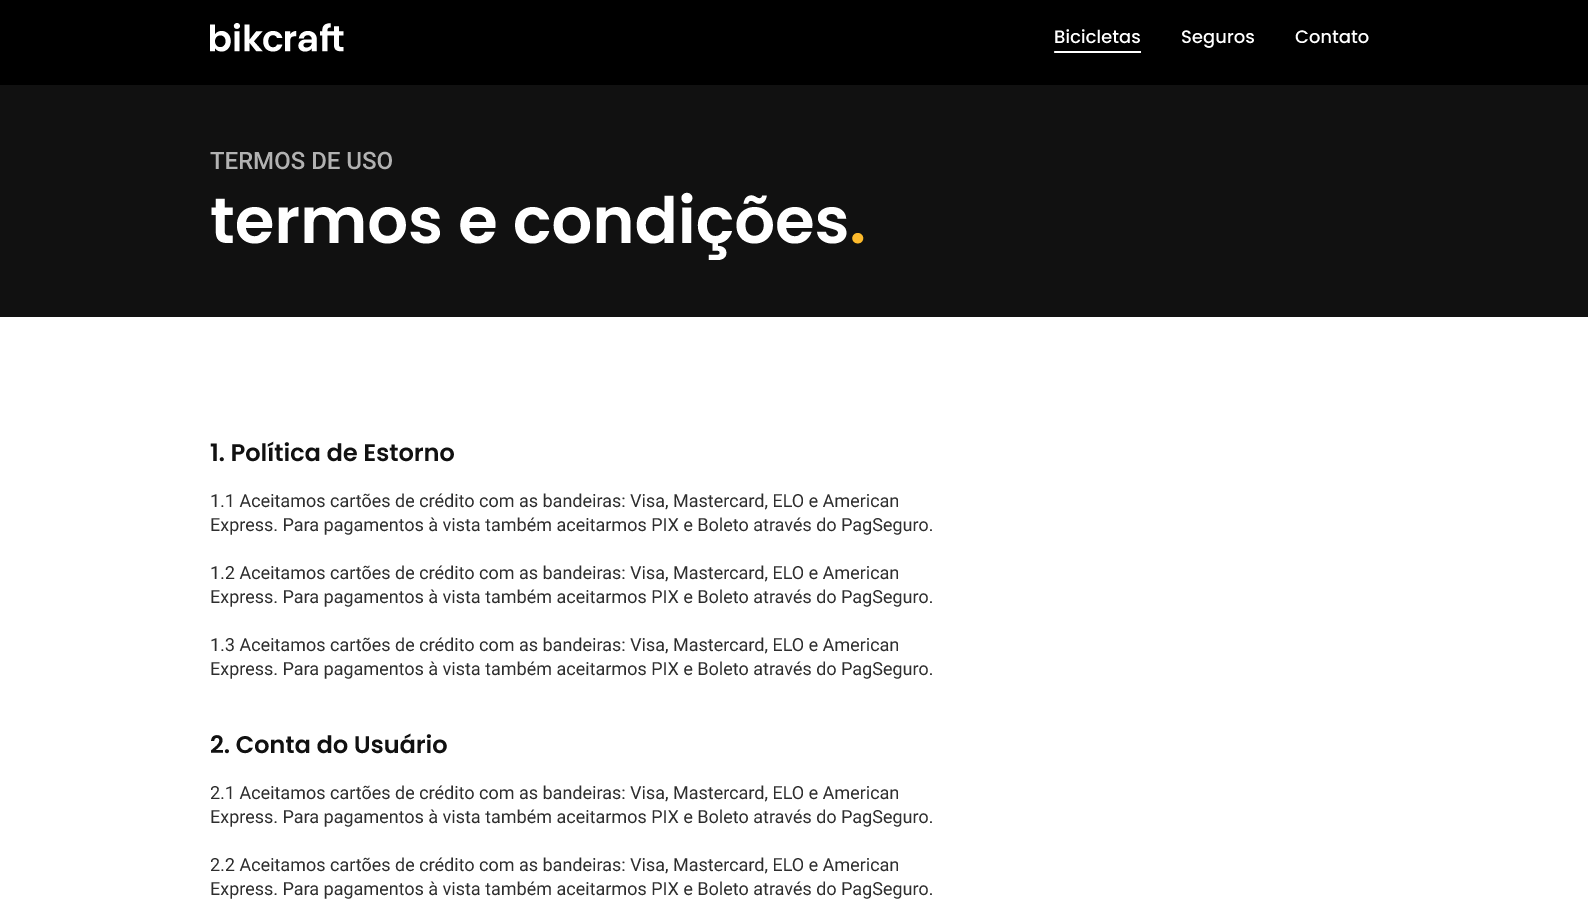 bikcraft
Bicicletas
Seguros
Contato
TERMOS DE USO
termos e condições.
1. Política de Estorno
1.1 Aceitamos cartões de crédito com as bandeiras: Visa, Mastercard, ELO e American
Express. Para pagamentos à vista também aceitarmos PIX e Boleto através do PagSeguro.
1.2 Aceitamos cartões de crédito com as bandeiras: Visa, Mastercard, ELO e American
Express. Para pagamentos à vista também aceitarmos PIX e Boleto através do PagSeguro.
1.3 Aceitamos cartões de crédito com as bandeiras: Visa, Mastercard, ELO e American
Express. Para pagamentos à vista também aceitarmos PIX e Boleto através do PagSeguro.
2. Conta do Usuário
2.1 Aceitamos cartões de crédito com as bandeiras: Visa, Mastercard, ELO e American
Express. Para pagamentos à vista também aceitarmos PIX e Boleto através do PagSeguro.
2.2 Aceitamos cartões de crédito com as bandeiras: Visa, Mastercard, ELO e American
Express. Para pagamentos à vista também aceitarmos PIX e Boleto através do PagSeguro.